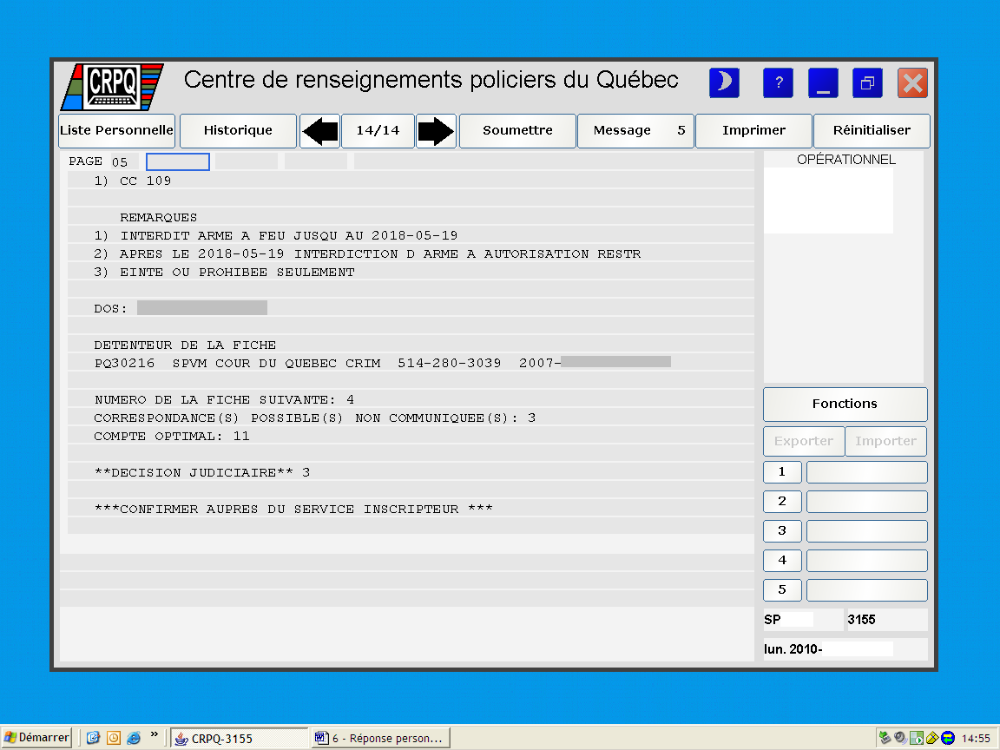 CRPQ Centre de renseignements policiers du Québec ?
Liste Personnelle Historique 14/14 Soumettre Message 5 Imprimer Réinitialiser
PAGE 05 OPÉRATIONNEL
1) CC 109
REMARQUES
1) INTERDIT ARME A FEU JUSQU AU 2018-05-19
2) APRES LE 2018-05-19 INTERDICTION D ARME A AUTORISATION RESTR
3) EINTE OU PROHIBEE SEULEMENT
DOS:
DETENTEUR DE LA FICHE
PQ30216 SPVM COUR DU QUEBEC CRIM 514-280-3039 2007-
NUMERO DE LA FICHE SUIVANTE: 4
CORRESPONDANCE(S) POSSIBLE(S) NON COMMUNIQUEE(S): 3
COMPTE OPTIMAL: 11
**DECISION JUDICIAIRE** 3
***CONFIRMER AUPRES DU SERVICE INSCRIPTEUR ***
Fonctions
Exporter Importer
1
2
3
4
5
SP 3155
lun. 2010-
Démarrer » CRPQ-3155 6 - Réponse person... 14:55